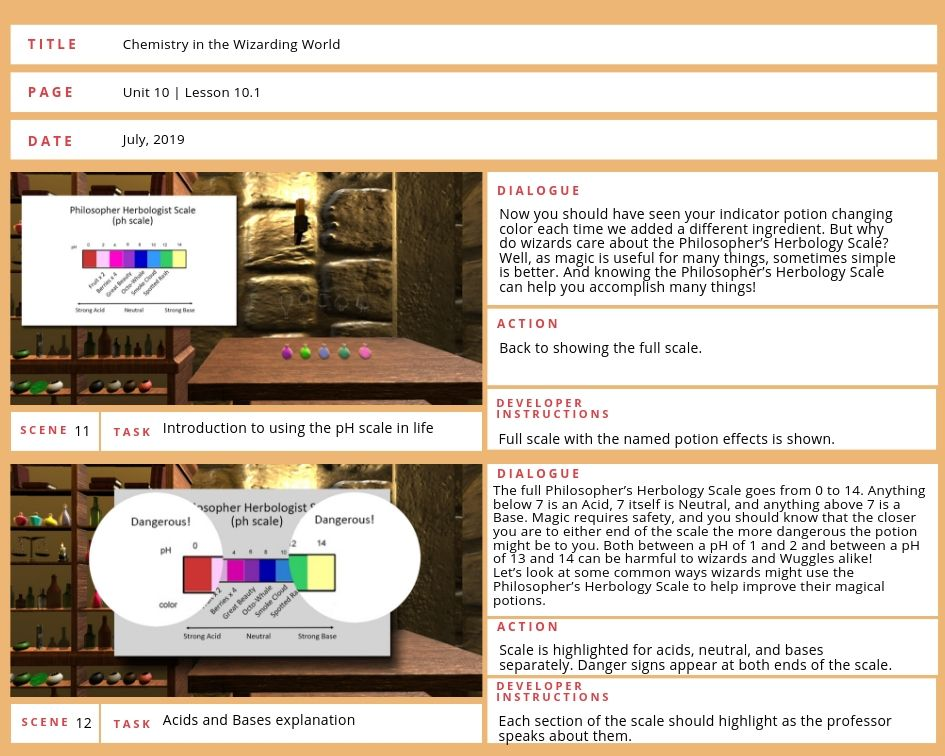 TITLE Chemistry in the Wizarding World
PAGE Unit 10 | Lesson 10.1
DATE July, 2019
Philosopher Herbologist Scale
(ph scale)
pH 0 2 4 6 8 10 12 14
Fruit x 2
Berries x 4
Great Beauty
Octo-Whale
Smoke Cloud
Spotted Rash
Strong Acid Neutral Strong Base
DIALOGUE
Now you should have seen your indicator potion changing
color each time we added a different ingredient. But why
do wizards care about the Philosopher’s Herbology Scale?
Well, as magic is useful for many things, sometimes simple
is better. And knowing the Philosopher’s Herbology Scale
can help you accomplish many things!
ACTION
Back to showing the full scale.
DEVELOPER
INSTRUCTIONS
Full scale with the named potion effects is shown.
SCENE 11 TASK Introduction to using the pH scale in life
osopher Herbologist S
(ph scale)
Dangerous!
Dangerous!
pH 0 4 6 8 10 2 14
color
x 2
Berries x 4
Great Beauty
Octo-Whale
Smoke Cloud
Spotted Ra
Strong Acid Neutral Strong Base
DIALOGUE
The full Philosopher’s Herbology Scale goes from 0 to 14. Anything
below 7 is an Acid, 7 itself is Neutral, and anything above 7 is a
Base. Magic requires safety, and you should know that the closer
you are to either end of the scale the more dangerous the potion
might be to you. Both between a pH of 1 and 2 and between a pH
of 13 and 14 can be harmful to wizards and Wuggles alike!
Let’s look at some common ways wizards might use the
Philosopher’s Herbology Scale to help improve their magical
potions.
ACTION
Scale is highlighted for acids, neutral, and bases
separately. Danger signs appear at both ends of the scale.
DEVELOPER
INSTRUCTIONS
Each section of the scale should highlight as the professor
speaks about them.
SCENE 12 TASK Acids and Bases explanation